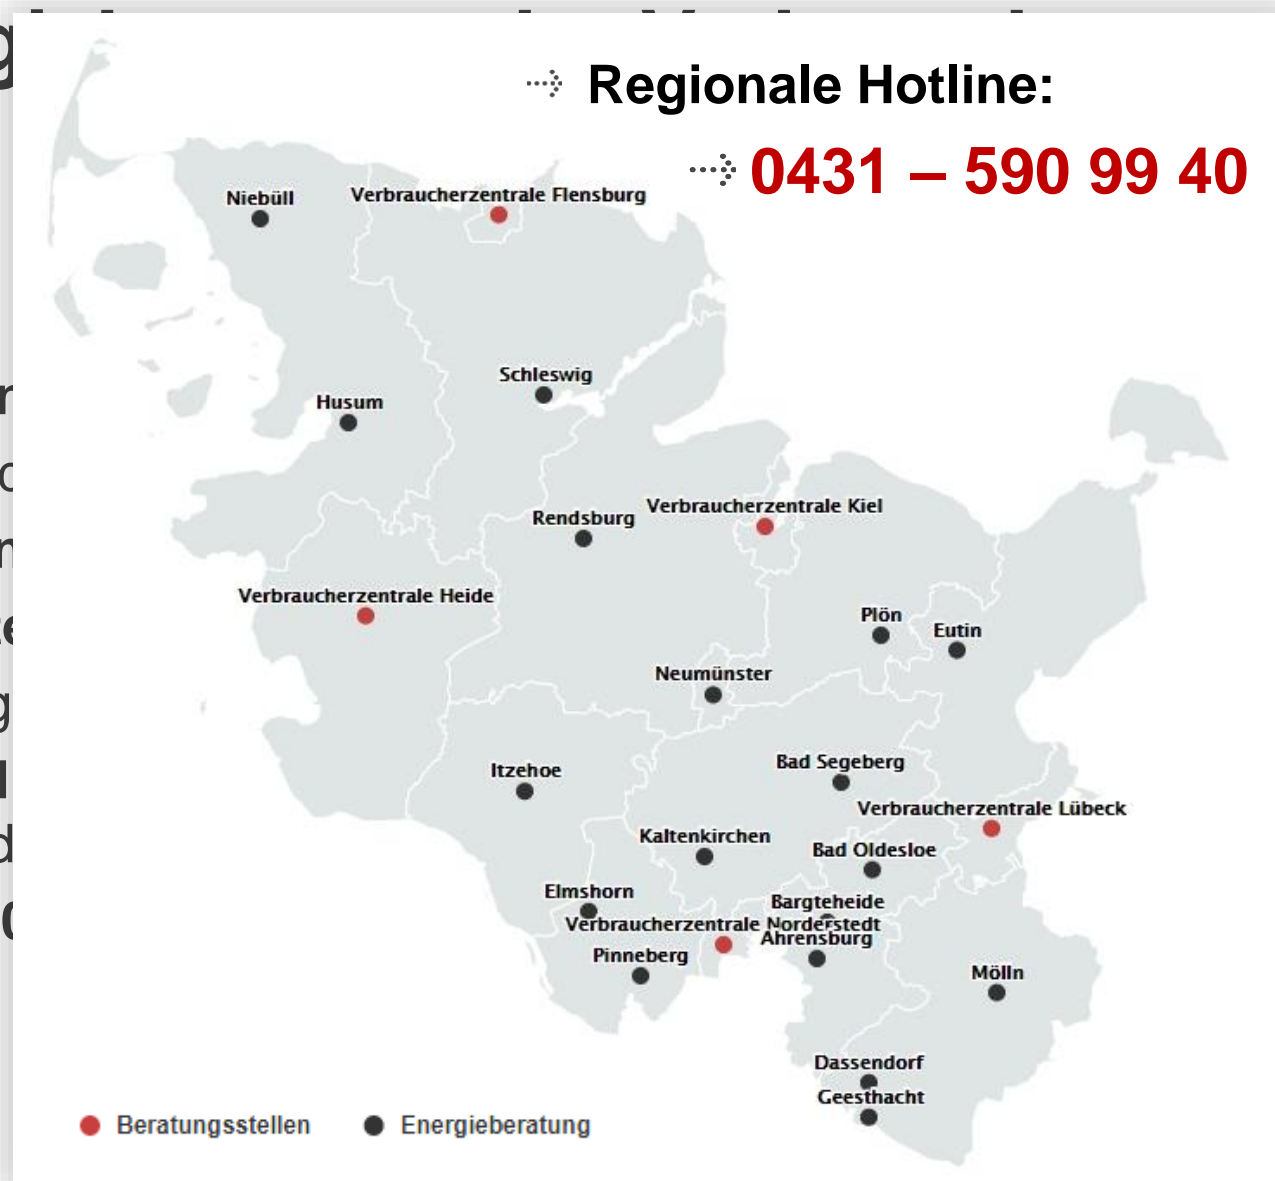 Regionale Hotline:
0431 – 590 99 40
Niebüll
Verbraucherzentrale Flensburg
Schleswig
Husum
Verbraucherzentrale Kiel
Rendsburg
Verbraucherzentrale Heide
Plön
Eutin
Neumünster
Bad Segeberg
Itzehoe
Verbraucherzentrale Lübeck
Kaltenkirchen
Bad Oldesloe
Elmshorn
Bargteheide
Verbraucherzentrale Norderstedt
Ahrensburg
Pinneberg
Mölln
Dassendorf
Geesthacht
Beratungsstellen
Energieberatung